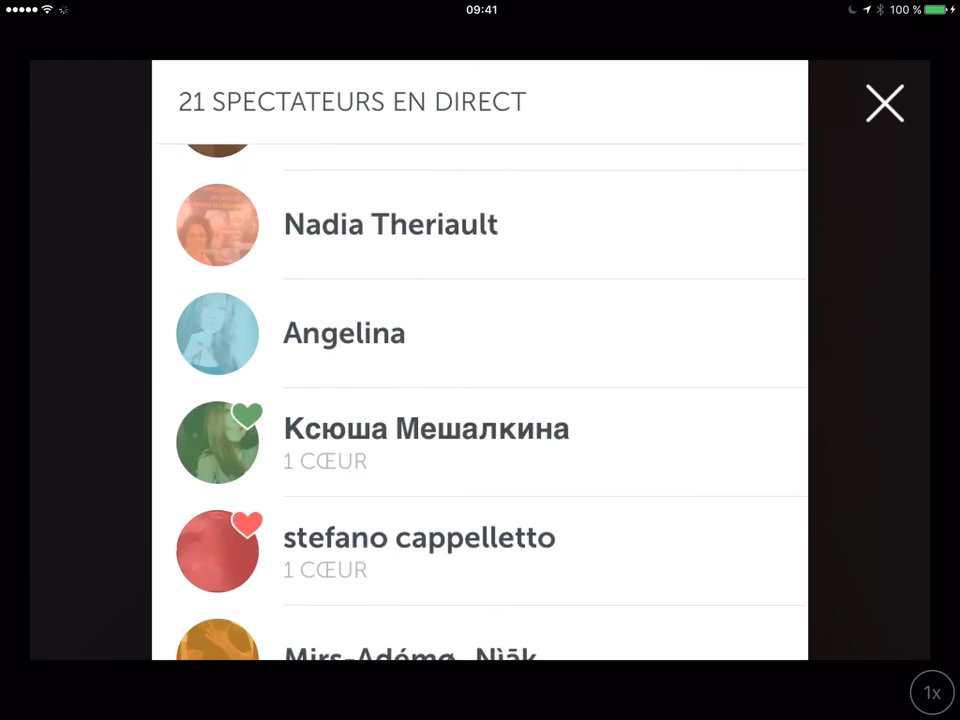 09:41
100 %
21 SPECTATEURS EN DIRECT
Nadia Theriault
Angelina
Ксюша Мешалкина
1 CŒUR
stefano cappelletto
1 CŒUR
1x